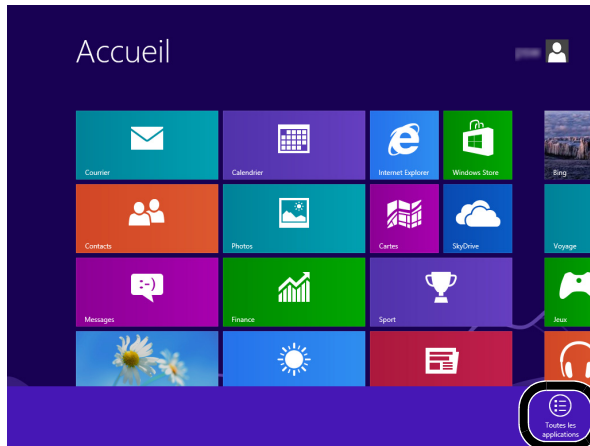 Accueil
Courrier
Calendrier
Internet Explorer
Windows Store
Bing
Contacts
Photos
Cartes
SkyDrive
Voyage
Messages
Finance
Sport
Jeux
Toutes les
applications